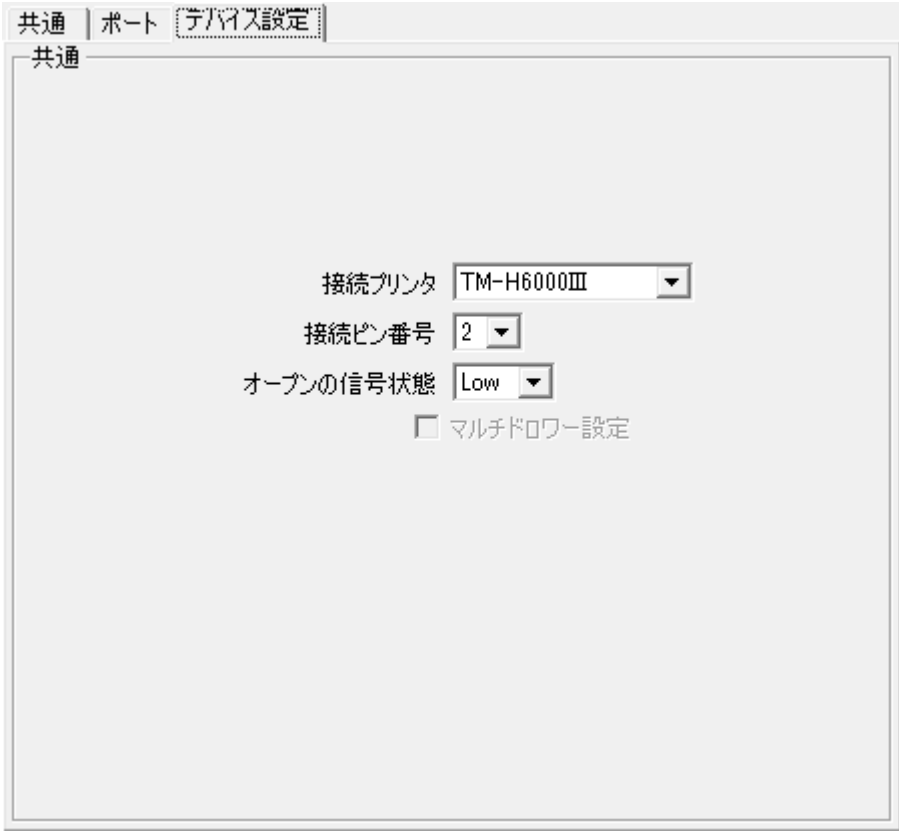 共通 ポート デバイス設定
共通
接続プリンタ TM-H6000Ⅲ
接続ピン番号 2
オープンの信号状態 Low
マルチドロワー設定